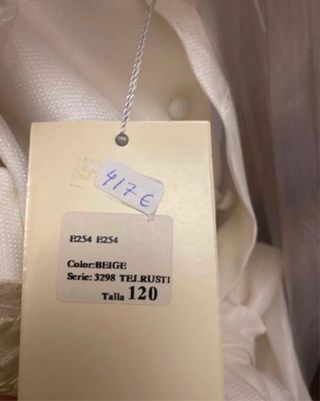 417€
E254 E254
Color:BEIGE
Serie: 3298 TEJ.RUSTI
Talla 120